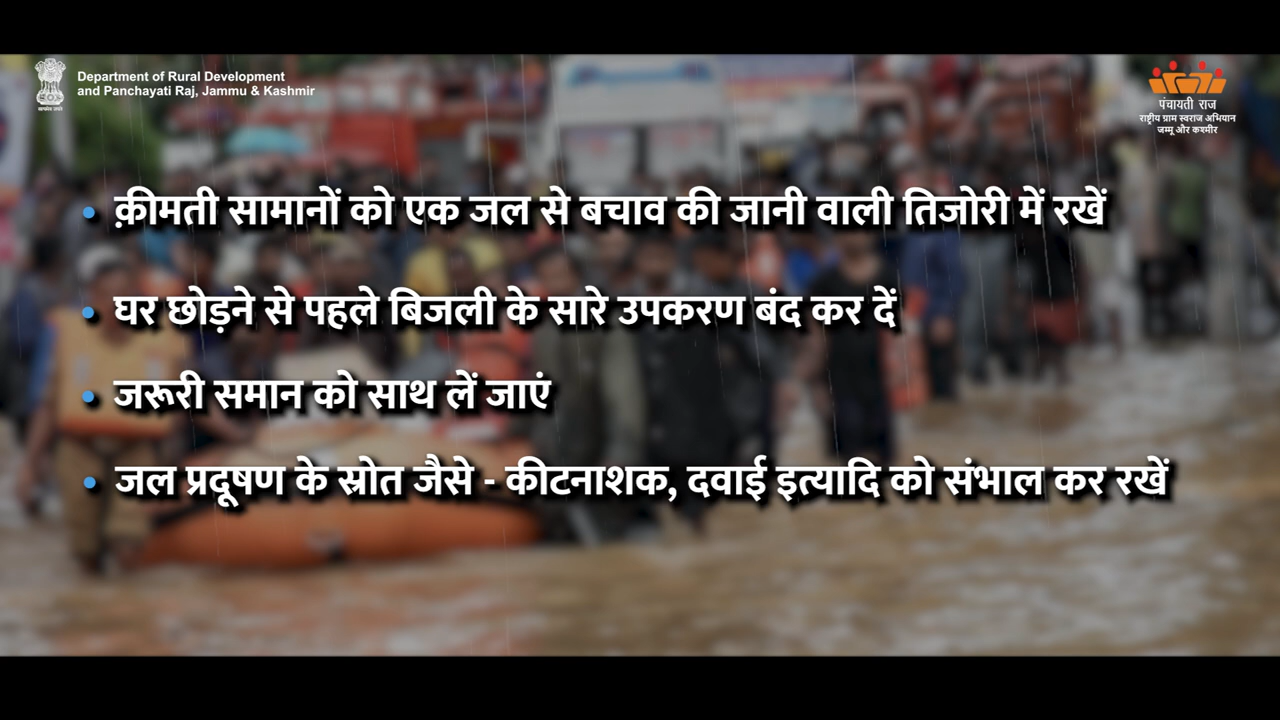 Department of Rural Development
and Panchayati Raj, Jammu & Kashmir
पंचायती राज
राष्ट्रीय ग्राम स्वराज अभियान
जम्मू और कश्मीर
क़ीमती सामानों को एक जल से बचाव की जानी वाली तिजोरी में रखें
घर छोड़ने से पहले बिजली के सारे उपकरण बंद कर दें
जरूरी समान को साथ लें जाएं
जल प्रदूषण के स्रोत जैसे - कीटनाशक, दवाई इत्यादि को संभाल कर रखें